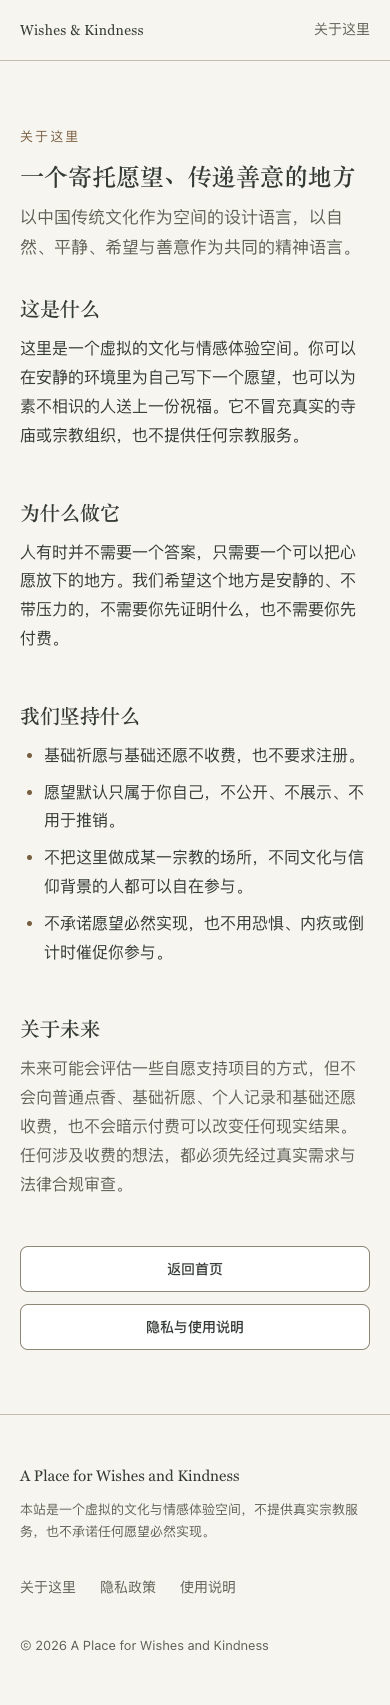 Wishes & Kindness
关于这里
关于这里
一个寄托愿望、传递善意的地方
以中国传统文化作为空间的设计语言，以自
然、平静、希望与善意作为共同的精神语言。
这是什么
这里是一个虚拟的文化与情感体验空间。你可以
在安静的环境里为自己写下一个愿望，也可以为
素不相识的人送上一份祝福。它不冒充真实的寺
庙或宗教组织，也不提供任何宗教服务。
为什么做它
人有时并不需要一个答案，只需要一个可以把心
愿放下的地方。我们希望这个地方是安静的、不
带压力的，不需要你先证明什么，也不需要你先
付费。
我们坚持什么
基础祈愿与基础还愿不收费，也不要求注册。
愿望默认只属于你自己，不公开、不展示、不
用于推销。
不把这里做成某一宗教的场所，不同文化与信
仰背景的人都可以自在参与。
不承诺愿望必然实现，也不用恐惧、内疚或倒
计时催促你参与。
关于未来
未来可能会评估一些自愿支持项目的方式，但不
会向普通点香、基础祈愿、个人记录和基础还愿
收费，也不会暗示付费可以改变任何现实结果。
任何涉及收费的想法，都必须先经过真实需求与
法律合规审查。
返回首页
隐私与使用说明
A Place for Wishes and Kindness
本站是一个虚拟的文化与情感体验空间，不提供真实宗教服
务，也不承诺任何愿望必然实现。
关于这里 隐私政策 使用说明
© 2026 A Place for Wishes and Kindness